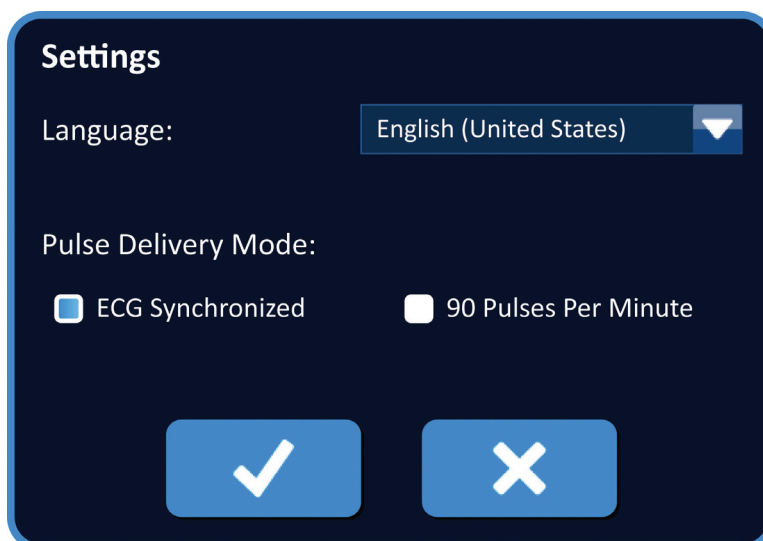 Settings
Language: English (United States)
Pulse Delivery Mode:
ECG Synchronized 90 Pulses Per Minute